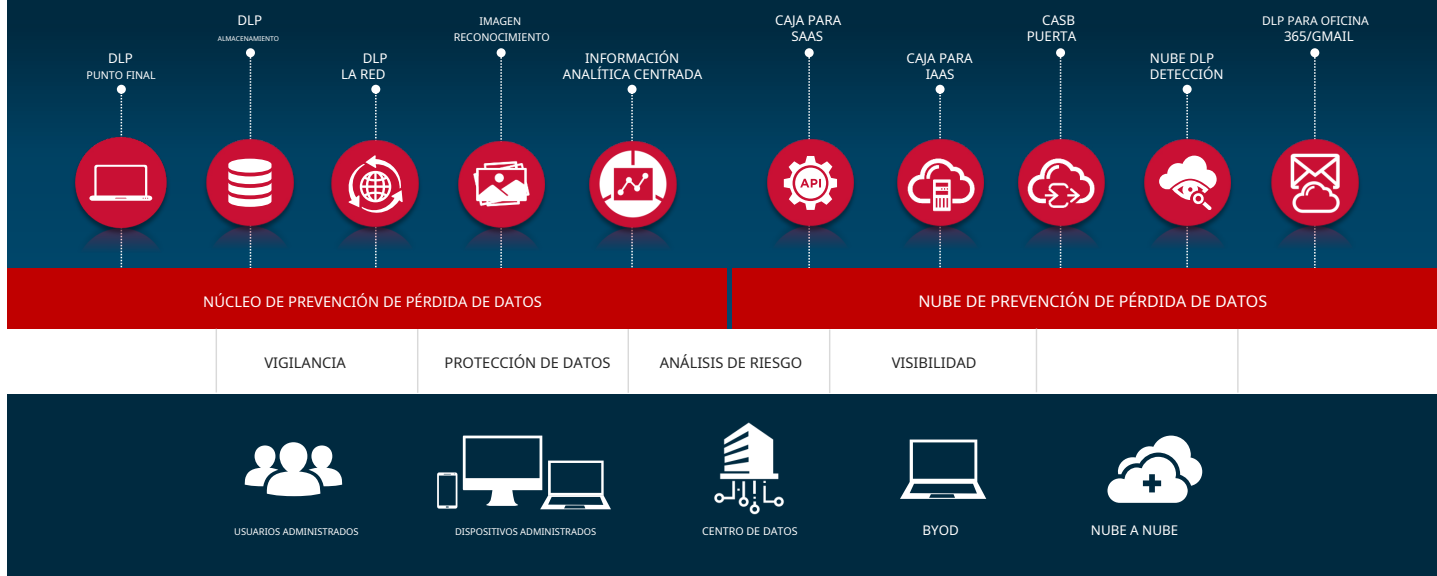 DLP
PUNTO FINAL
DLP
ALMACENAMIENTO
DLP
LA RED
IMAGEN
RECONOCIMIENTO
INFORMACIÓN
ANALÍTICA CENTRADA
CAJA PARA
SAAS
CAJA PARA
IAAS
CASB
PUERTA
NUBE DLP
DETECCIÓN
DLP PARA OFICINA
365/GMAIL
API
NÚCLEO DE PREVENCIÓN DE PÉRDIDA DE DATOS
NUBE DE PREVENCIÓN DE PÉRDIDA DE DATOS
VIGILANCIA
PROTECCIÓN DE DATOS
ANÁLISIS DE RIESGO
VISIBILIDAD
USUARIOS ADMINISTRADOS
DISPOSITIVOS ADMINISTRADOS
CENTRO DE DATOS
BYOD
NUBE A NUBE